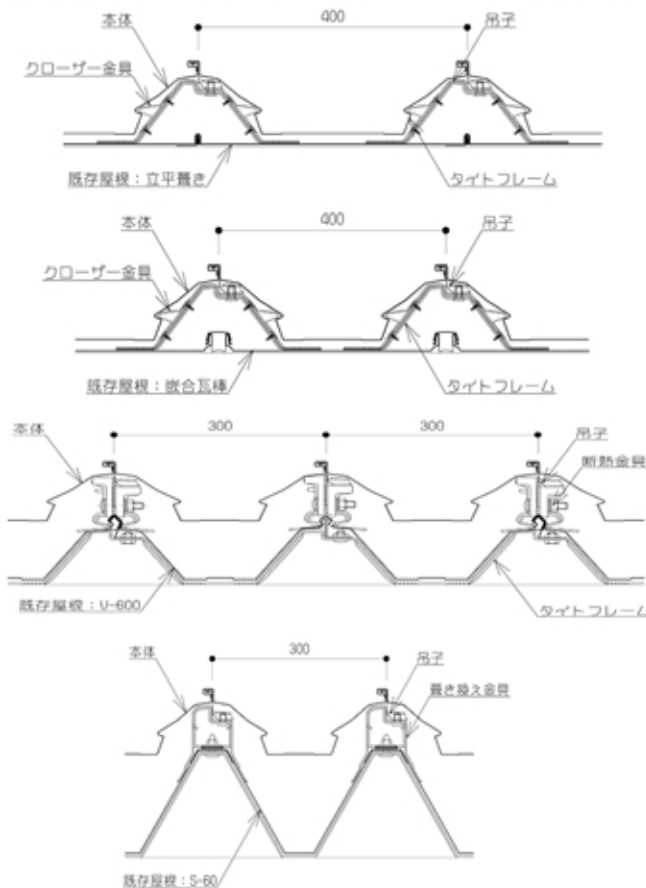 本体
400
吊子
クローザー金具
既存屋根：立平葺き
タイトフレーム
本体
400
吊子
クローザー金具
既存屋根：嵌合瓦棒
タイトフレーム
本体
300
300
吊子
断熱金具
既存屋根：U-600
タイトフレーム
本体
300
吊子
葺き換え金具
既存屋根：S-60